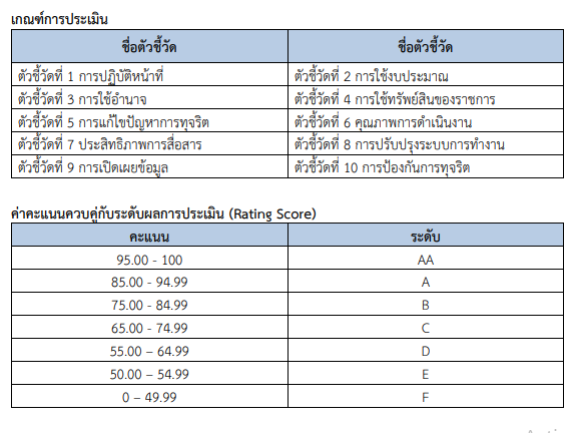 เกณฑ์การประเมิน
ชื่อตัวชี้วัด ชื่อตัวชี้วัด
ตัวชี้วัดที่ 1 การปฏิบัติหน้าที่ ตัวชี้วัดที่ 2 การใช้งบประมาณ
ตัวชี้วัดที่ 3 การใช้อำนาจ ตัวชี้วัดที่ 4 การใช้ทรัพย์สินของราชการ
ตัวชี้วัดที่ 5 การแก้ไขปัญหาการทุจริต ตัวชี้วัดที่ 6 คุณภาพการดำเนินงาน
ตัวชี้วัดที่ 7 ประสิทธิภาพการสื่อสาร ตัวชี้วัดที่ 8 การปรับปรุงระบบการทำงาน
ตัวชี้วัดที่ 9 การเปิดเผยข้อมูล ตัวชี้วัดที่ 10 การป้องกันการทุจริต
ค่าคะแนนควบคู่กับระดับผลการประเมิน (Rating Score)
คะแนน ระดับ
95.00 - 100 AA
85.00 - 94.99 A
75.00 - 84.99 B
65.00 - 74.99 C
55.00 – 64.99 D
50.00 – 54.99 E
0 – 49.99 F